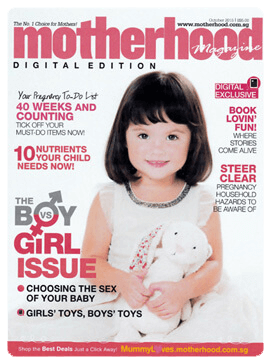 The No. 1 Choice for Mothers!
October 2014 |
www.motherhood.com.sg
motherhood
Magazine
DIGITAL EDITION
DIGITAL
EXCLUSIVE
Your Pregnancy To-Do List
40 WEEKS AND
COUNTING
TICK OFF YOUR
MUST-DO ITEMS NOW!
10 NUTRIENTS
YOUR CHILD
NEEDS NOW!
BOOK
LOVIN'
FUN!
WHERE
STORIES
COME ALIVE
STEER
CLEAR
PREGNANCY
HOUSEHOLD
HAZARDS TO
BE AWARE OF
THE
BOY
VS
GIRL
ISSUE
CHOOSING THE SEX
OF YOUR BABY
GIRLS' TOYS, BOYS' TOYS
Shop the Best Deals Just a Click Away! MummyLoves.motherhood.com.sg